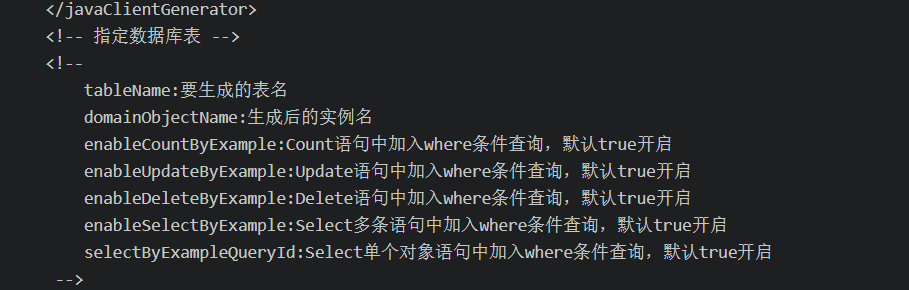 </javaClientGenerator>
<!-- 指定数据库表 -->
<!--
tableName:要生成的表名
domainObjectName:生成后的实例名
enableCountByExample:Count语句中加入where条件查询，默认true开启
enableUpdateByExample:Update语句中加入where条件查询，默认true开启
enableDeleteByExample:Delete语句中加入where条件查询，默认true开启
enableSelectByExample:Select多条语句中加入where条件查询，默认true开启
selectByExampleQueryId:Select单个对象语句中加入where条件查询，默认true开启
-->